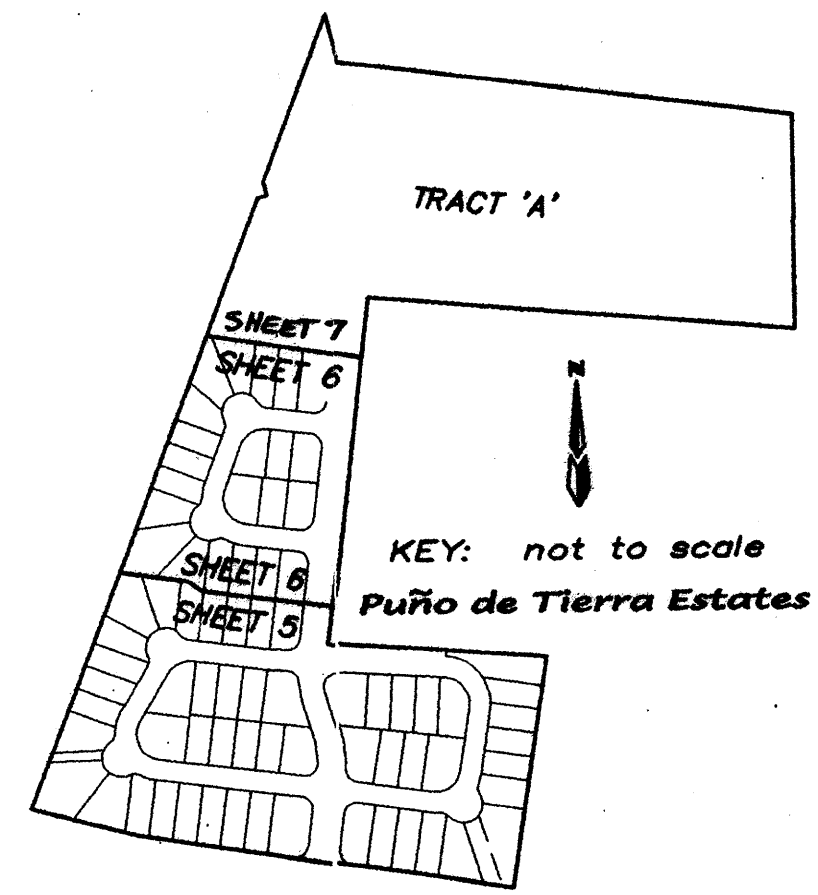 TRACT 'A'
SHEET 7
SHEET 6
N
KEY: not to scale
SHEET 6
Puño de Tierra Estates
SHEET 5